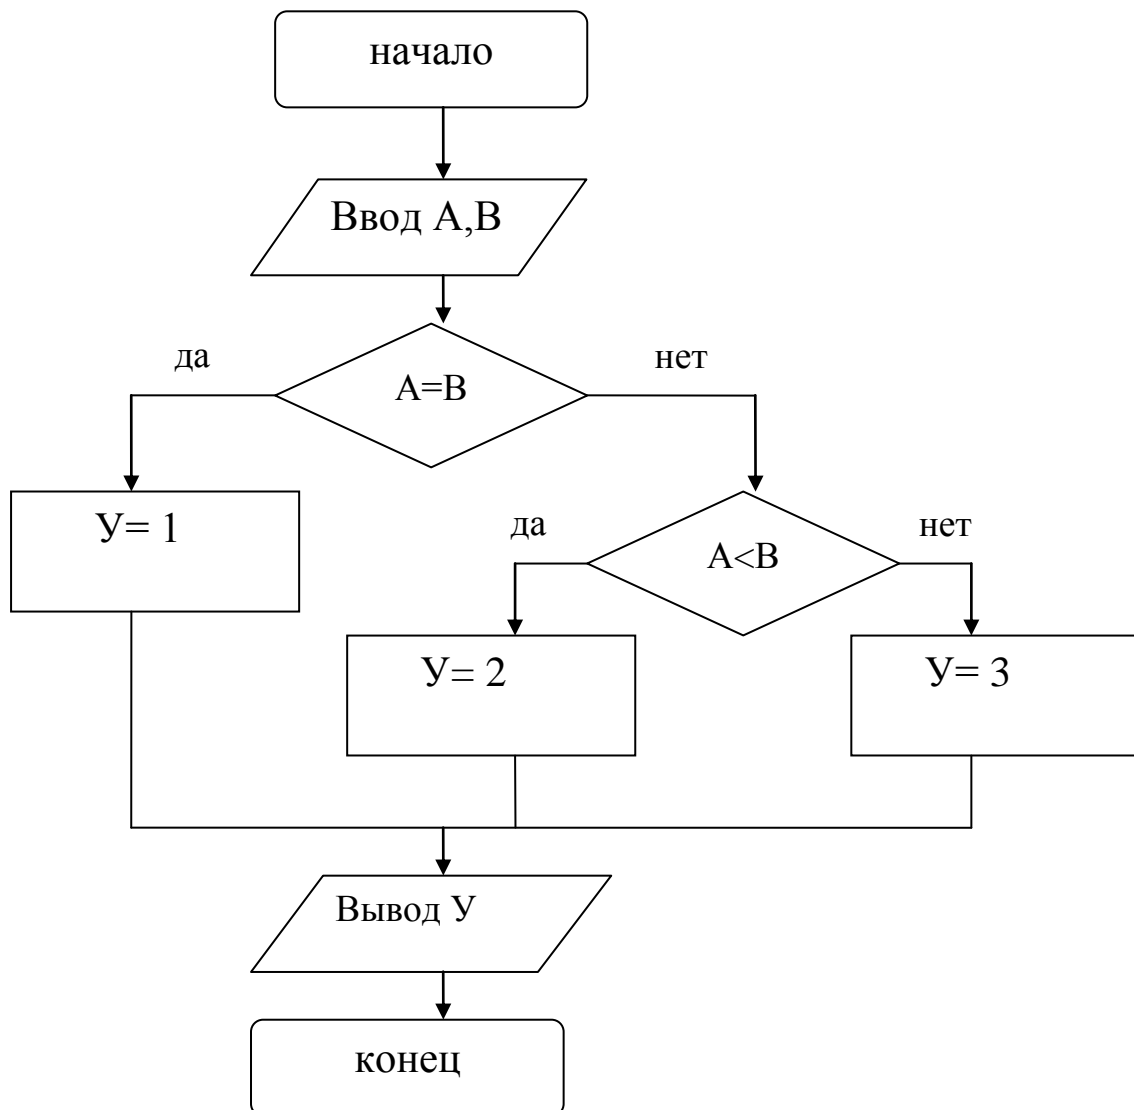 начало
Ввод А,В
да
нет
А=В
У= 1
да
нет
А<В
У= 2
У= 3
Вывод У
конец